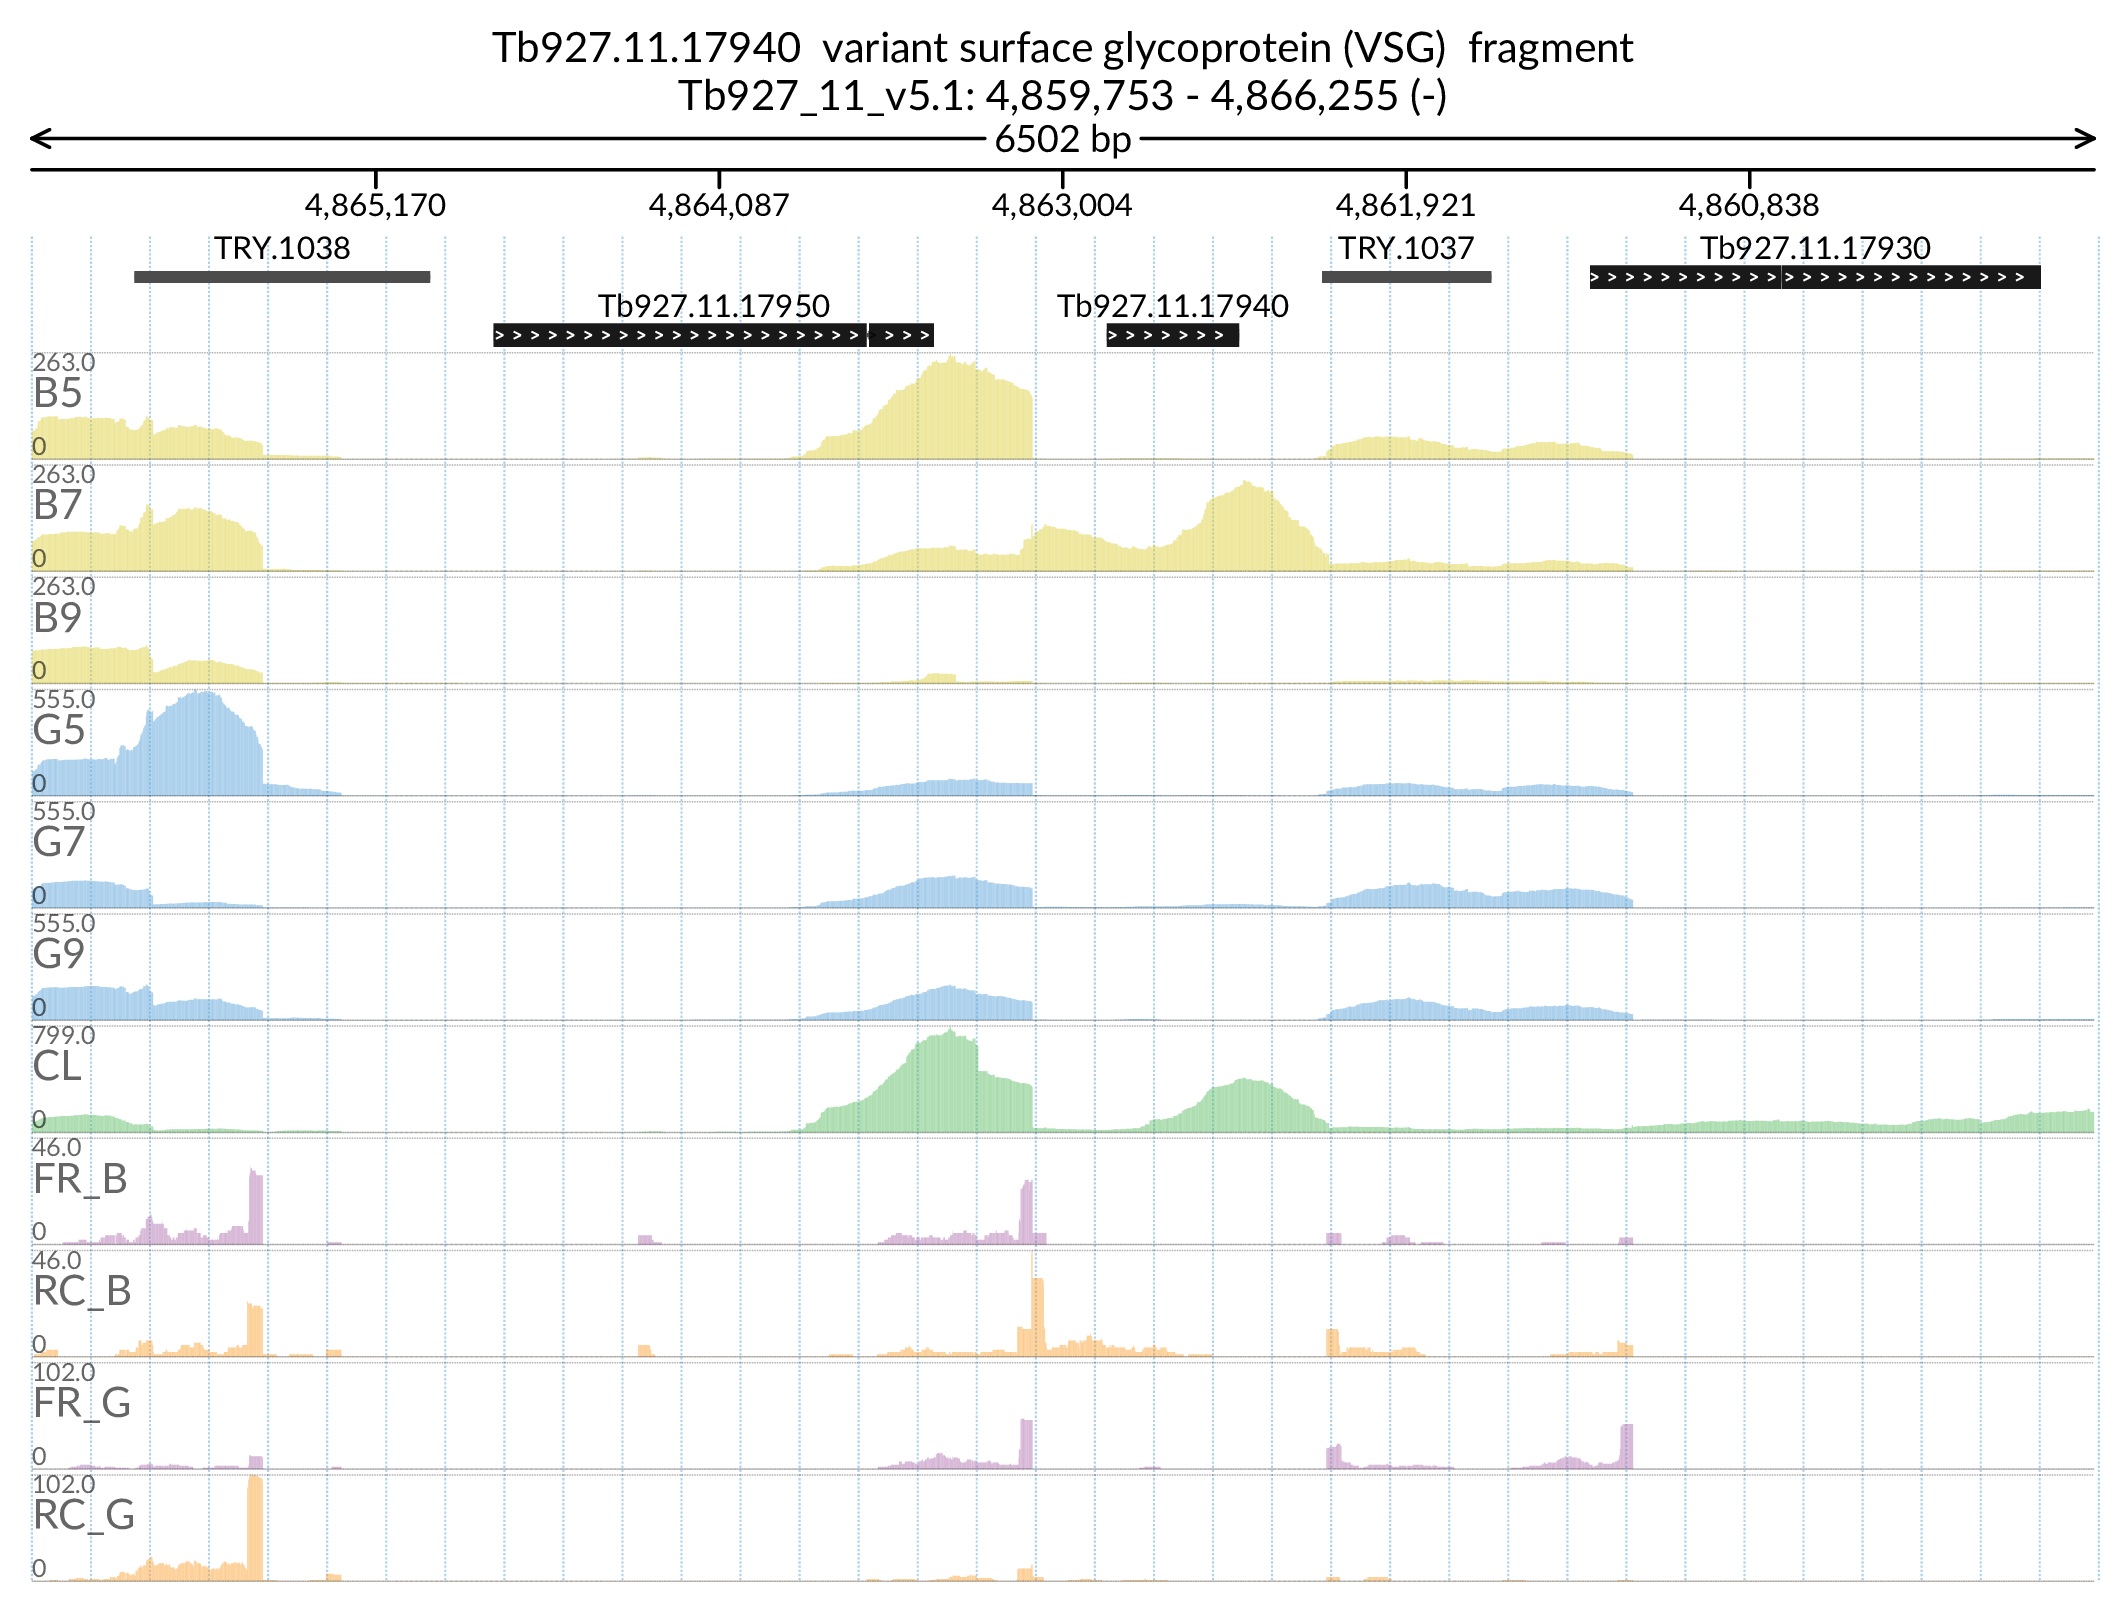 Tb927.11.17940  variant surface glycoprotein (VSG)  fragment
Tb927_11_v5.1: 4,859,753 - 4,866,255 (-)
6502 bp
4,865,170 4,864,087 4,863,004 4,861,921 4,860,838
TRY.1038 TRY.1037 Tb927.11.17930
Tb927.11.17950 Tb927.11.17940
263.0
B5
0
263.0
B7
0
263.0
B9
0
555.0
G5
0
555.0
G7
0
555.0
G9
0
799.0
CL
0
46.0
FR_B
0
46.0
RC_B
0
102.0
FR_G
0
102.0
RC_G
0